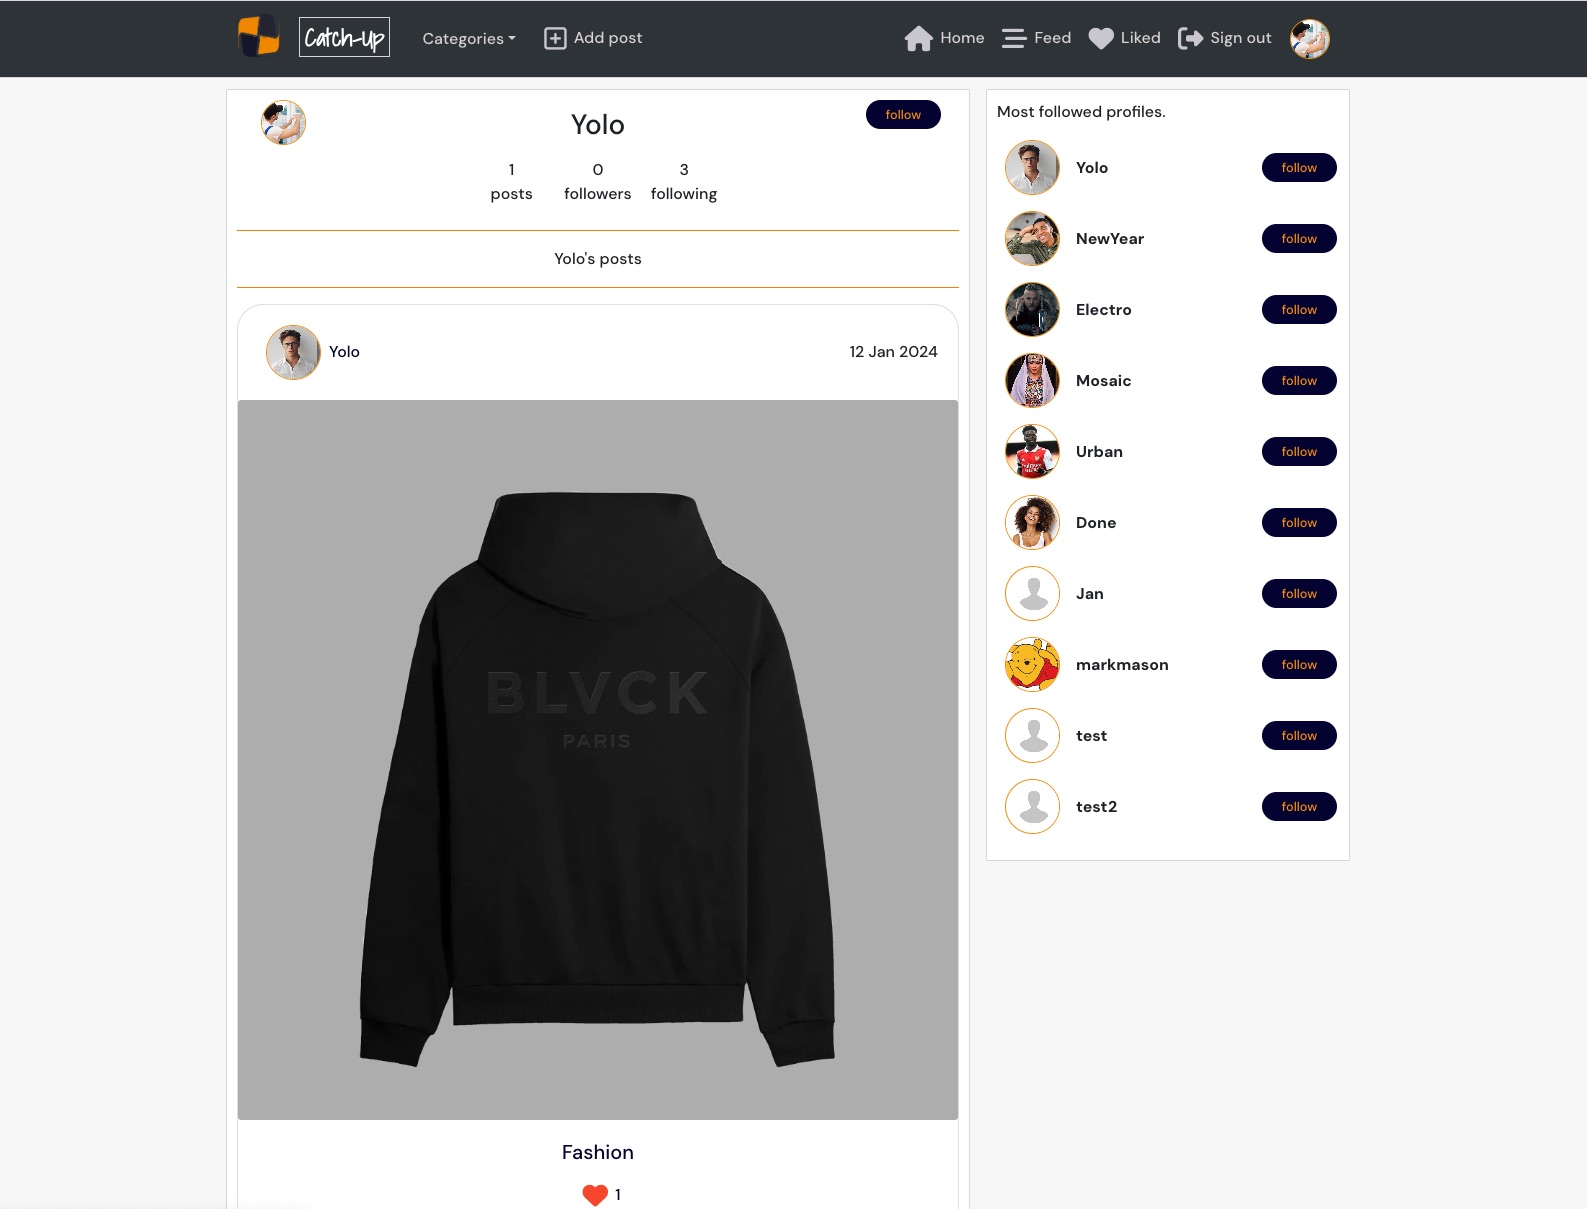 Catch-Up
Categories
Add post
Home
Feed
Liked
Sign out
Yolo
follow
1
posts
0
followers
3
following
Yolo's posts
Yolo
12 Jan 2024
BLVCK
PARIS
Fashion
1
Most followed profiles.
Yolo
follow
NewYear
follow
Electro
follow
Mosaic
follow
Urban
follow
Done
follow
Jan
follow
markmason
follow
test
follow
test2
follow